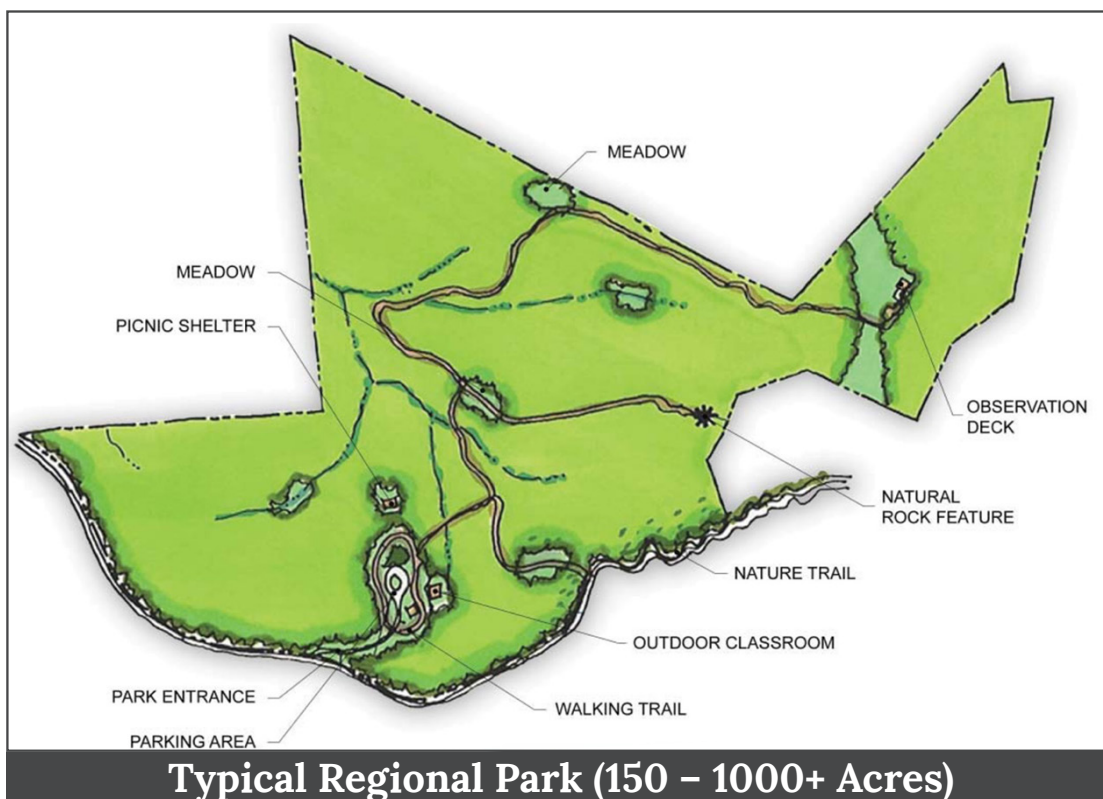 MEADOW
MEADOW
PICNIC SHELTER
OBSERVATION
DECK
NATURAL
ROCK FEATURE
NATURE TRAIL
OUTDOOR CLASSROOM
PARK ENTRANCE
WALKING TRAIL
PARKING AREA
Typical Regional Park (150 – 1000+ Acres)